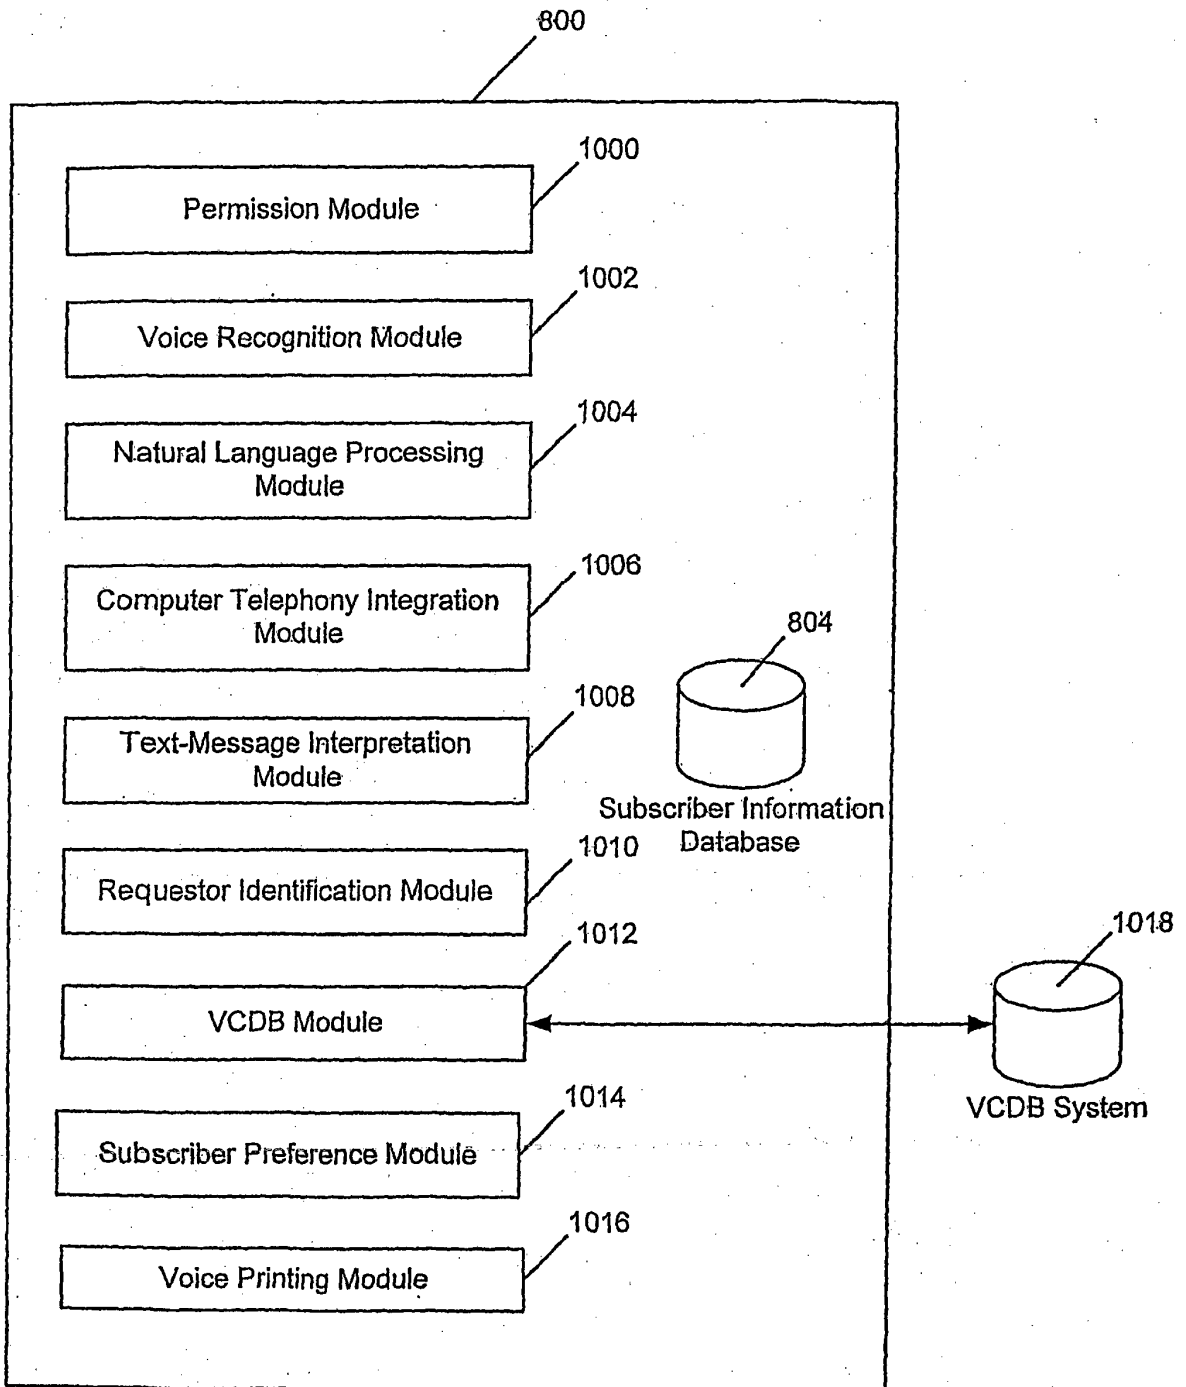 800
1000
Permission Module
1002
Voice Recognition Module
1004
Natural Language Processing
Module
1006
Computer Telephony Integration
Module
804
1008
Text-Message Interpretation
Module
Subscriber Information
Database
1010
Requestor Identification Module
1012
1018
VCDB Module
VCDB System
1014
Subscriber Preference Module
1016
Voice Printing Module